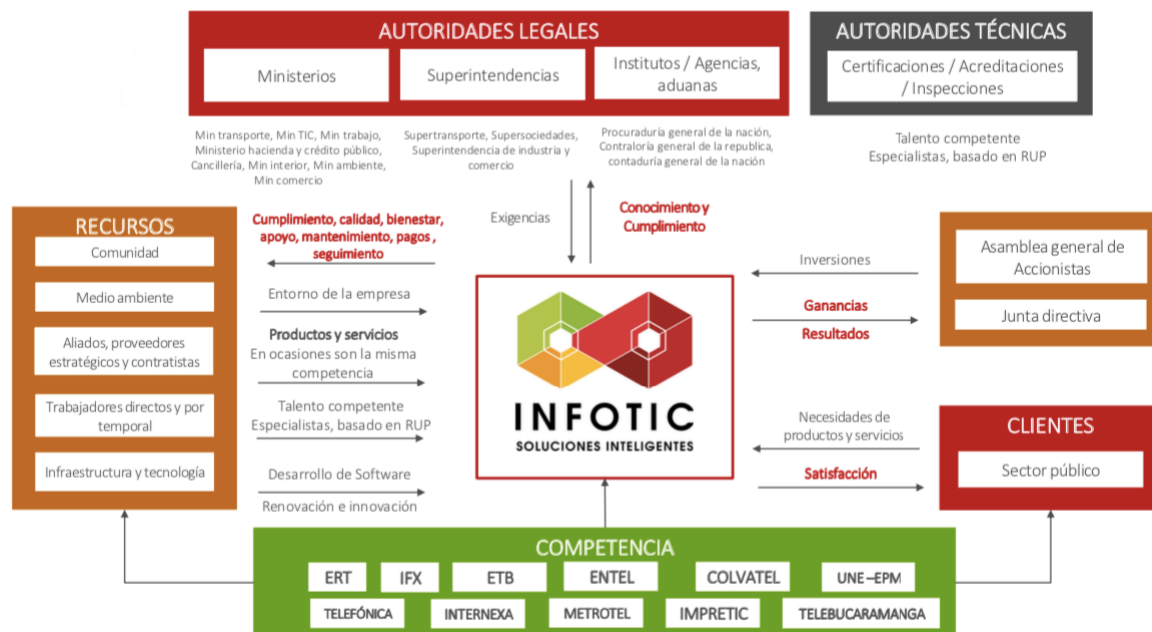 AUTORIDADES LEGALES
Ministerios
Superintendencias
Institutos / Agencias,
aduanas
AUTORIDADES TÉCNICAS
Certificaciones / Acreditaciones
/ Inspecciones
Min transporte, Min TIC, Min trabajo,
Ministerio hacienda y crédito público,
Cancillería, Min interior, Min ambiente,
Min comercio
Supertransporte, Supersociedades,
Superintendencia de industria y
comercio
Procuraduría general de la nación,
Contraloría general de la republica,
contaduría general de la nación
Talento competente
Especialistas, basado en RUP
RECURSOS
Comunidad
Medio ambiente
Aliados, proveedores
estratégicos y contratistas
Trabajadores directos y por
temporal
Infraestructura y tecnología
Cumplimiento, calidad, bienestar,
apoyo, mantenimiento, pagos ,
seguimiento
Entorno de la empresa
Productos y servicios
En ocasiones son la misma
competencia
Talento competente
Especialistas, basado en RUP
Desarrollo de Software
Renovación e innovación
Exigencias
Conocimiento y
Cumplimiento
INFOTIC
SOLUCIONES INTELIGENTES
Inversiones
Ganancias
Resultados
Asamblea general de
Accionistas
Junta directiva
Necesidades de
productos y servicios
Satisfacción
CLIENTES
Sector público
COMPETENCIA
ERT
IFX
ETB
ENTEL
COLVATEL
UNE –EPM
TELEFÓNICA
INTERNEXA
METROTEL
IMPRETIC
TELEBUCARAMANGA